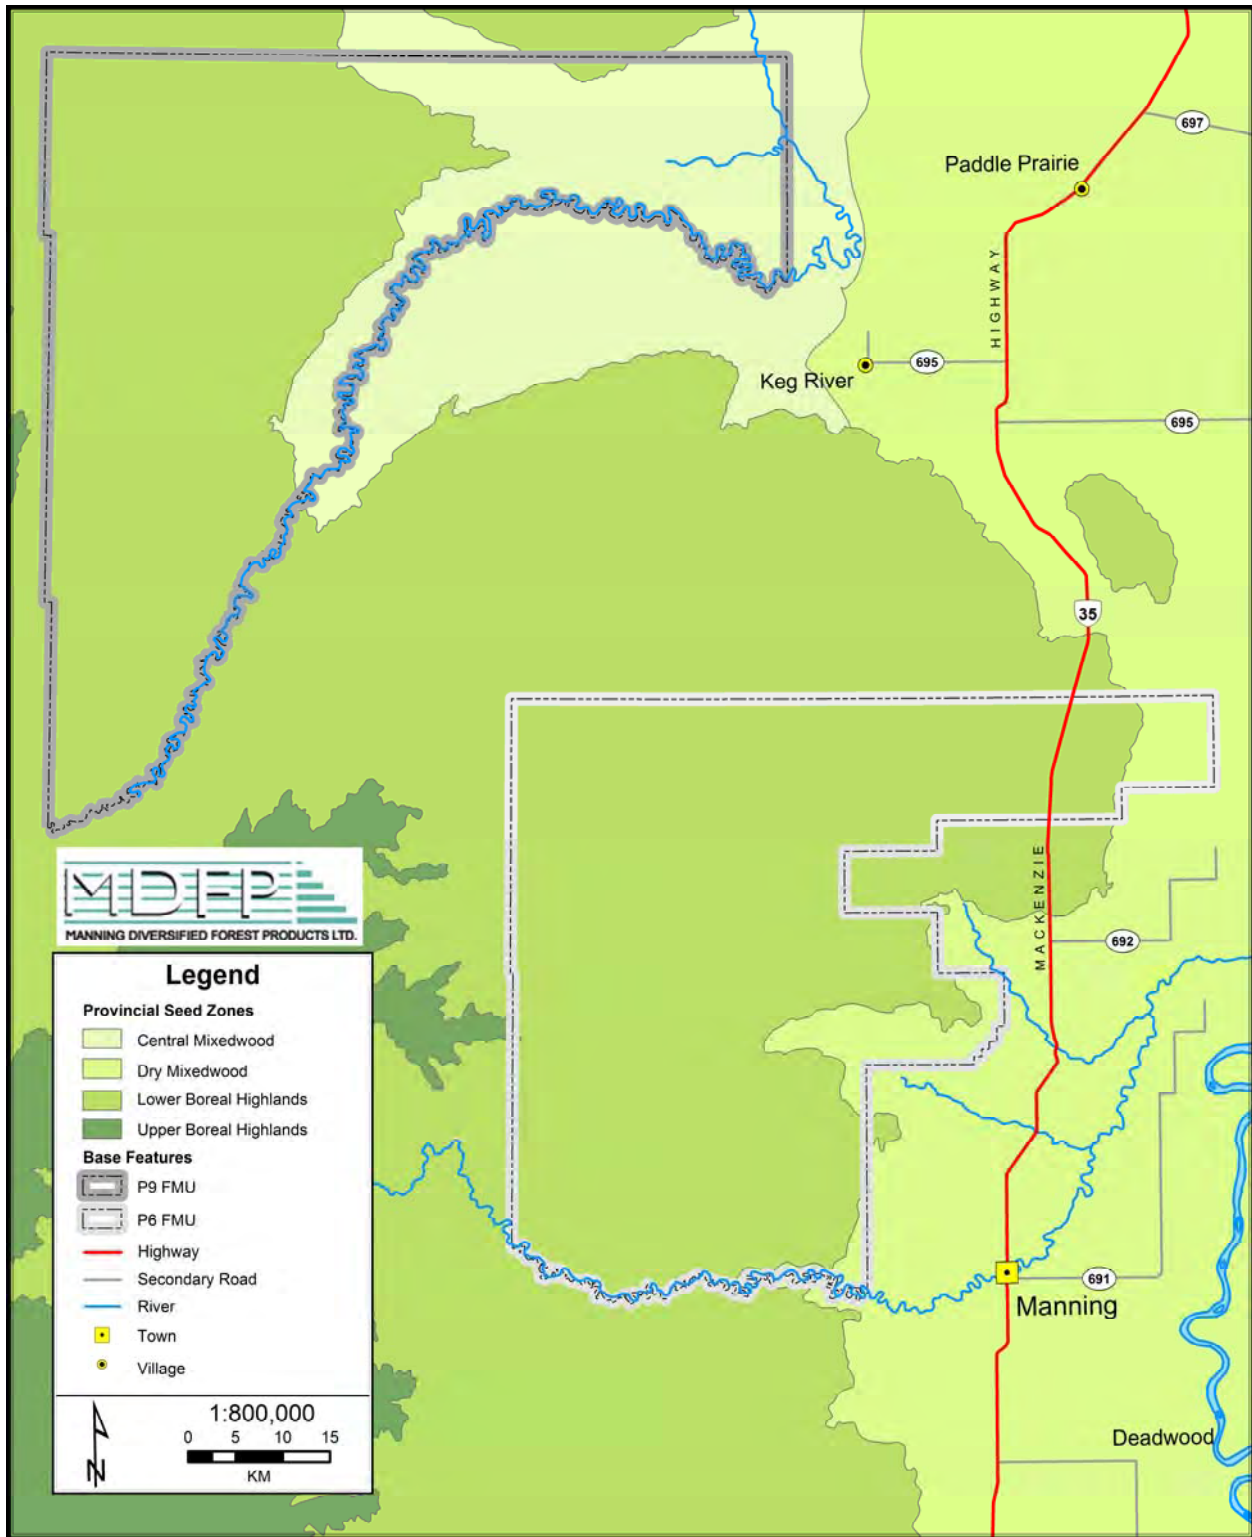 697
Paddle Prairie
HIGHWAY
695
Keg River
695
35
MACKENZIE
692
691
Manning
Deadwood
MDFP
MANNING DIVERSIFIED FOREST PRODUCTS LTD.
Legend
Provincial Seed Zones
Central Mixedwood
Dry Mixedwood
Lower Boreal Highlands
Upper Boreal Highlands
Base Features
P9 FMU
P6 FMU
Highway
Secondary Road
River
Town
Village
1:800,000
0 5 10 15
KM
N